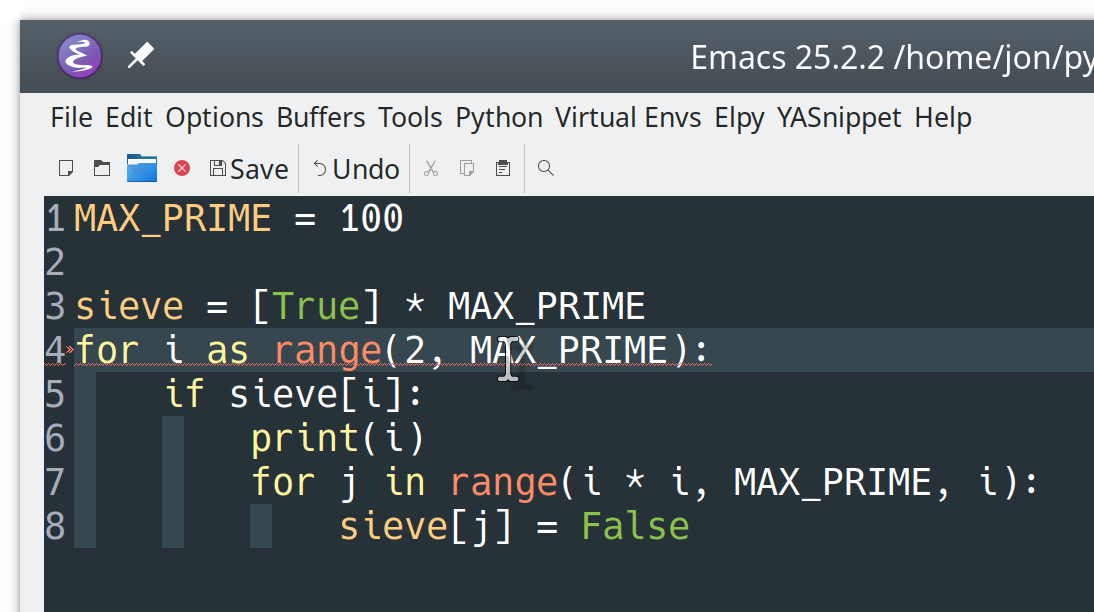 Emacs 25.2.2 /home/jon/py
File Edit Options Buffers Tools Python Virtual Envs Elpy YASnippet Help
Save Undo
1 MAX_PRIME = 100
2
3 sieve = [True] * MAX_PRIME
4 for i as range(2, MAX_PRIME):
5     if sieve[i]:
6         print(i)
7         for j in range(i * i, MAX_PRIME, i):
8             sieve[j] = False